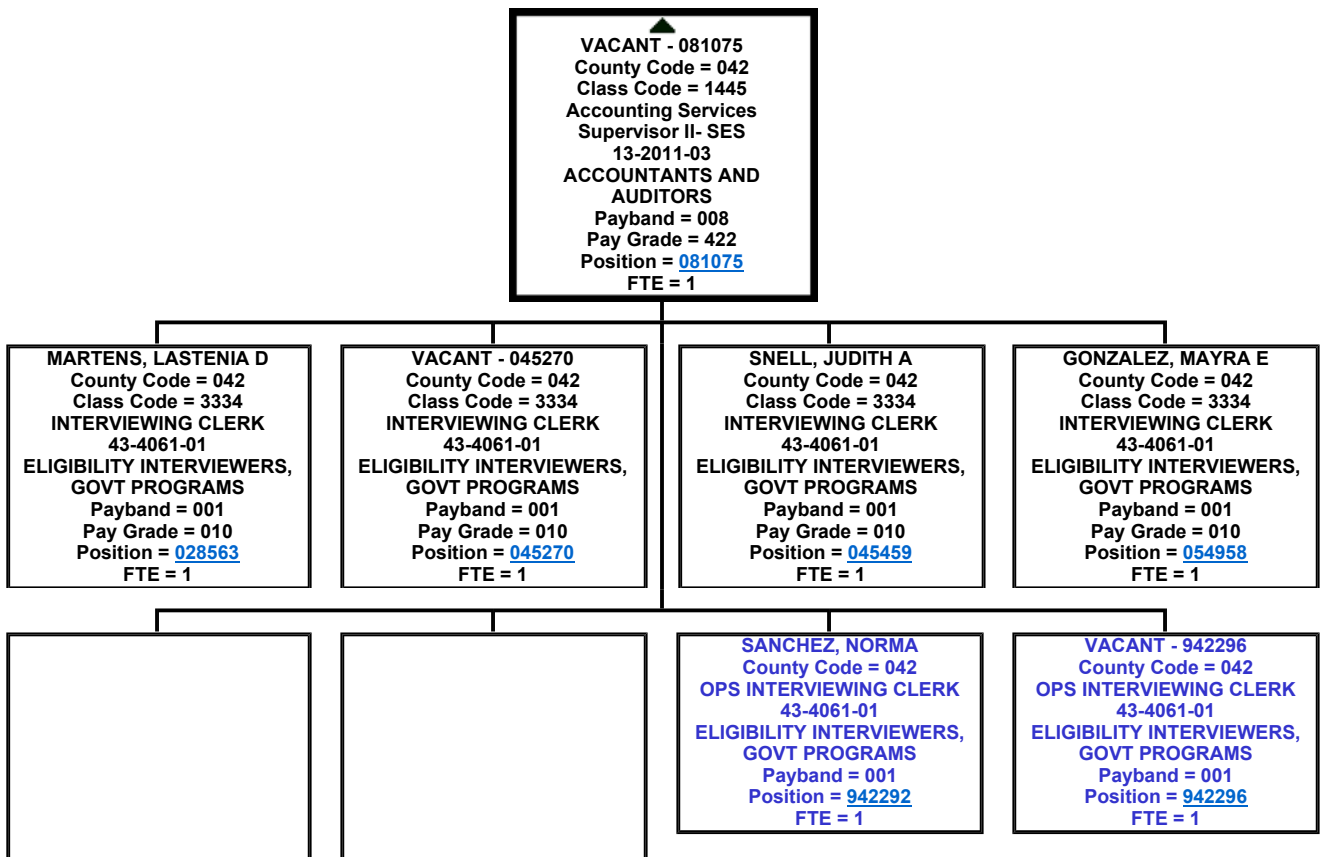 VACANT - 081075
County Code = 042
Class Code = 1445
Accounting Services
Supervisor II- SES
13-2011-03
ACCOUNTANTS AND
AUDITORS
Payband = 008
Pay Grade = 422
Position = 081075
FTE = 1
MARTENS, LASTENIA D
County Code = 042
Class Code = 3334
INTERVIEWING CLERK
43-4061-01
ELIGIBILITY INTERVIEWERS,
GOVT PROGRAMS
Payband = 001
Pay Grade = 010
Position = 028563
FTE = 1
VACANT - 045270
County Code = 042
Class Code = 3334
INTERVIEWING CLERK
43-4061-01
ELIGIBILITY INTERVIEWERS,
GOVT PROGRAMS
Payband = 001
Pay Grade = 010
Position = 045270
FTE = 1
SNELL, JUDITH A
County Code = 042
Class Code = 3334
INTERVIEWING CLERK
43-4061-01
ELIGIBILITY INTERVIEWERS,
GOVT PROGRAMS
Payband = 001
Pay Grade = 010
Position = 045459
FTE = 1
GONZALEZ, MAYRA E
County Code = 042
Class Code = 3334
INTERVIEWING CLERK
43-4061-01
ELIGIBILITY INTERVIEWERS,
GOVT PROGRAMS
Payband = 001
Pay Grade = 010
Position = 054958
FTE = 1
SANCHEZ, NORMA
County Code = 042
OPS INTERVIEWING CLERK
43-4061-01
ELIGIBILITY INTERVIEWERS,
GOVT PROGRAMS
Payband = 001
Position = 942292
FTE = 1
VACANT - 942296
County Code = 042
OPS INTERVIEWING CLERK
43-4061-01
ELIGIBILITY INTERVIEWERS,
GOVT PROGRAMS
Payband = 001
Position = 942296
FTE = 1